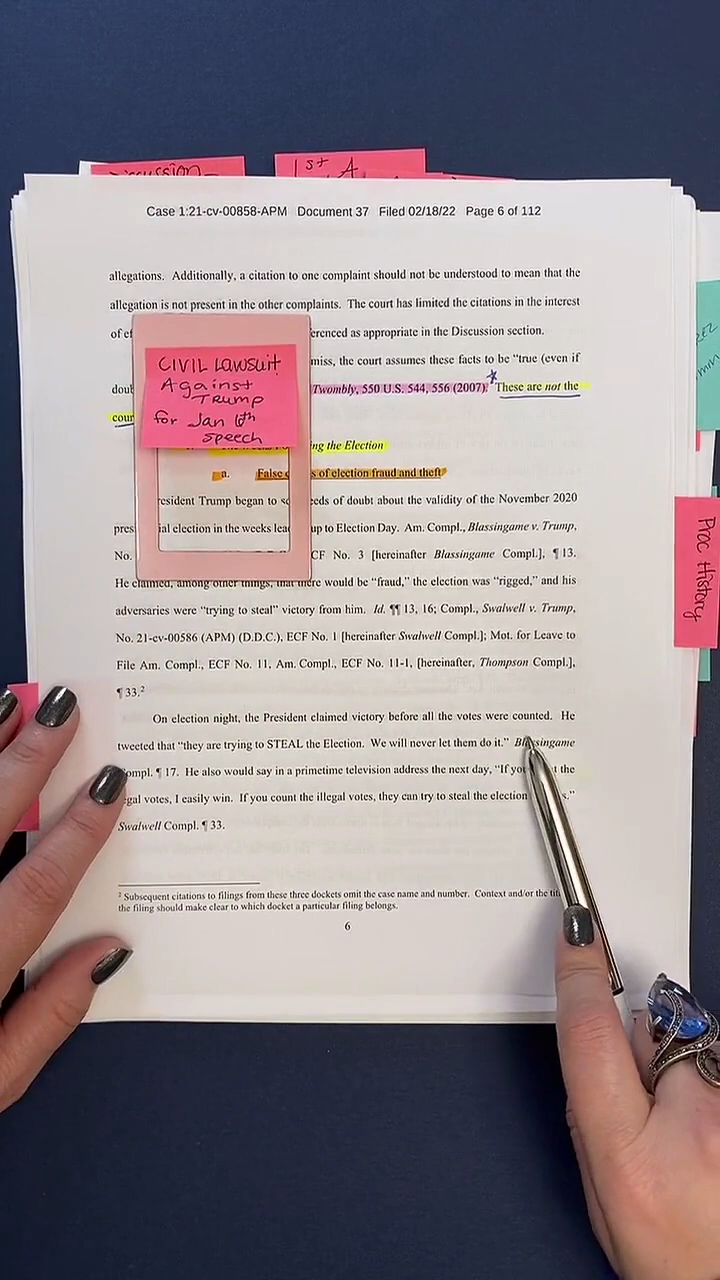 1st A
Case 1:21-cv-00858-APM Document 37 Filed 02/18/22 Page 6 of 112
allegations. Additionally, a citation to one complaint should not be understood to mean that the
allegation is not present in the other complaints. The court has limited the citations in the interest
of ef erenced as appropriate in the Discussion section.
miss, the court assumes these facts to be "true (even if
doub Twombly, 550 U.S. 544, 556 (2007). These are not the
cour
CIVIL LAWSUIT
Against
TRUMP
for Jan 6th
speech
ing the Election
a. False c s of election fraud and theft
resident Trump began to so eeds of doubt about the validity of the November 2020
pres ial election in the weeks lead up to Election Day. Am. Compl., Blassingame v. Trump,
No. CF No. 3 [hereinafter Blassingame Compl.], ¶ 13.
He claimed, among other things, that there would be "fraud," the election was "rigged," and his
adversaries were "trying to steal" victory from him. Id. ¶¶ 13, 16; Compl., Swalwell v. Trump,
No. 21-cv-00586 (APM) (D.D.C.), ECF No. 1 [hereinafter Swalwell Compl.]; Mot. for Leave to
File Am. Compl., ECF No. 11, Am. Compl., ECF No. 11-1, [hereinafter, Thompson Compl.],
¶ 33.²
On election night, the President claimed victory before all the votes were counted. He
tweeted that "they are trying to STEAL the Election. We will never let them do it." Blassingame
Compl. ¶ 17. He also would say in a primetime television address the next day, "If you the
egal votes, I easily win. If you count the illegal votes, they can try to steal the election s."
Swalwell Compl. ¶ 33.
² Subsequent citations to filings from these three dockets omit the case name and number. Context and/or the tit
the filing should make clear to which docket a particular filing belongs.
6
Proc History